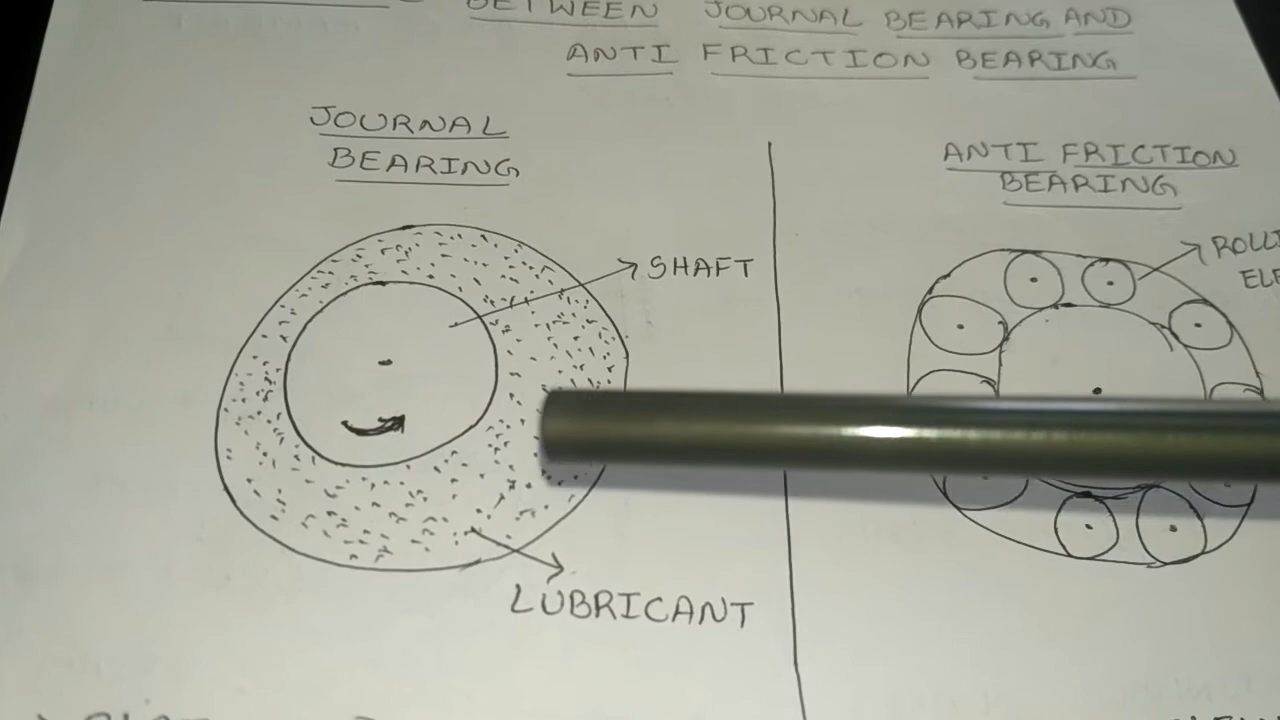 BETWEEN JOURNAL BEARING AND
ANTI FRICTION BEARING
JOURNAL
BEARING
SHAFT
LUBRICANT
ANTI FRICTION
BEARING